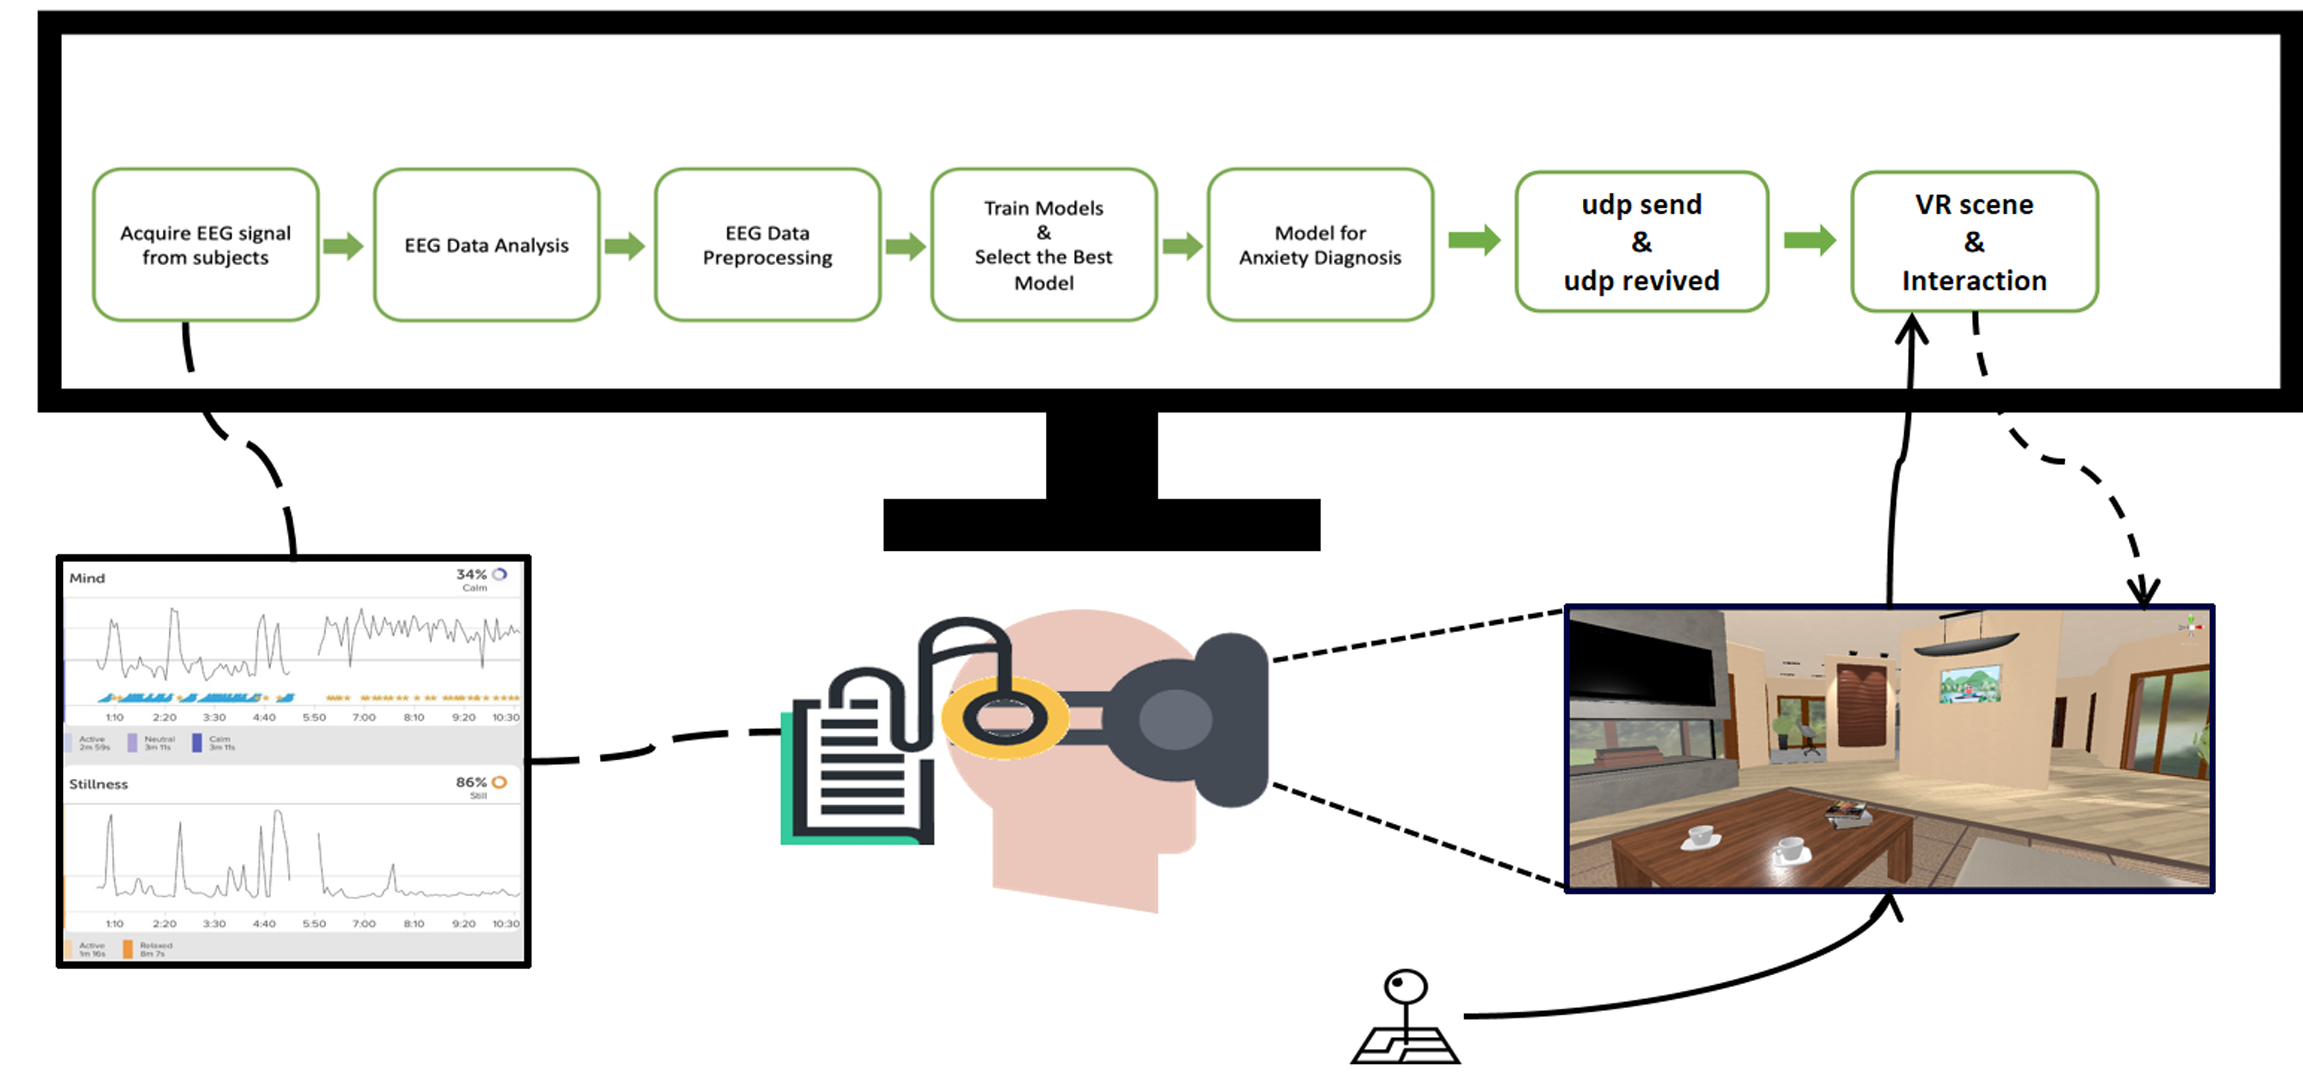 Acquire EEG signal
from subjects
EEG Data Analysis
EEG Data
Preprocessing
Train Models
&
Select the Best
Model
Model for
Anxiety Diagnosis
udp send
&
udp revived
VR scene
&
Interaction
Mind
34%
Calm
1:10 2:20 3:30 4:40 5:50 7:00 8:10 9:20 10:30
Active Neutral Calm
2m 59s 3m 11s 3m 11s
Stillness
86%
Still
1:10 2:20 3:30 4:40 5:50 7:00 8:10 9:20 10:30
Active Relaxed
1m 16s 8m 7s